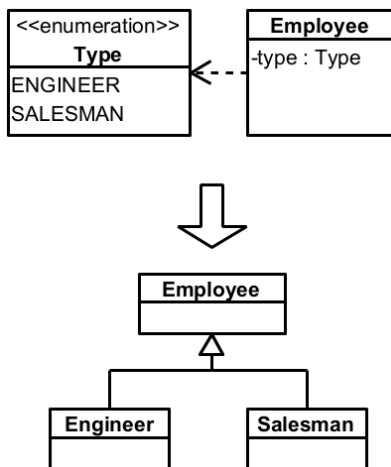 <<enumeration>>
Type
ENGINEER
SALESMAN
Employee
-type : Type
Employee
Engineer
Salesman